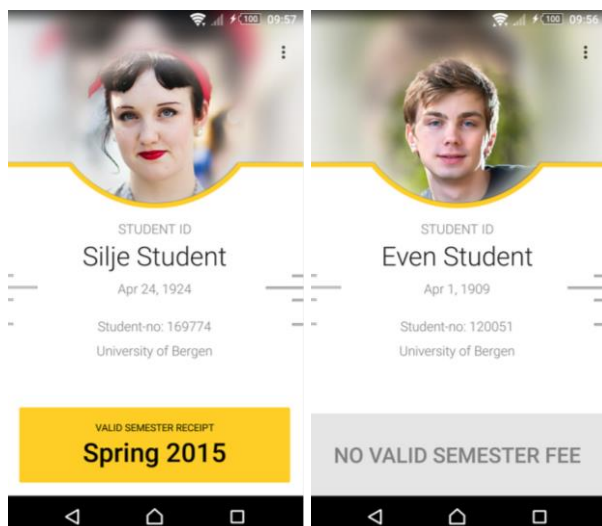 100 09:57
STUDENT ID
Silje Student
Apr 24, 1924
Student-no: 169774
University of Bergen
VALID SEMESTER RECEIPT
Spring 2015
100 09:56
STUDENT ID
Even Student
Apr 1, 1909
Student-no: 120051
University of Bergen
NO VALID SEMESTER FEE